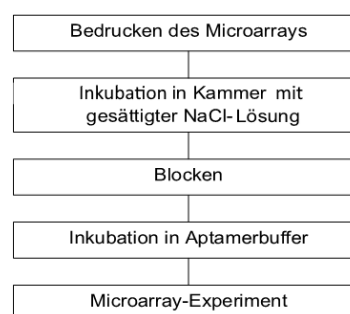 Bedrucken des Microarrays
Inkubation in Kammer mit
gesättigter NaCl-Lösung
Blocken
Inkubation in Aptamerbuffer
Microarray-Experiment